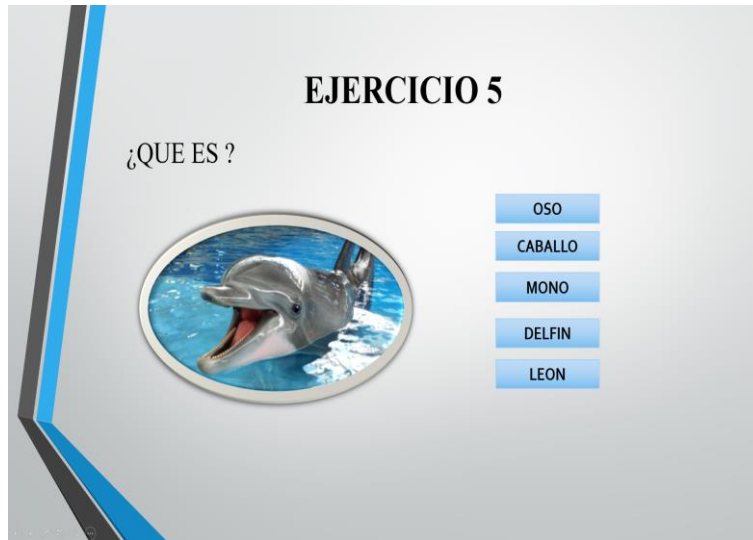 EJERCICIO 5
¿QUE ES ?
OSO
CABALLO
MONO
DELFIN
LEON